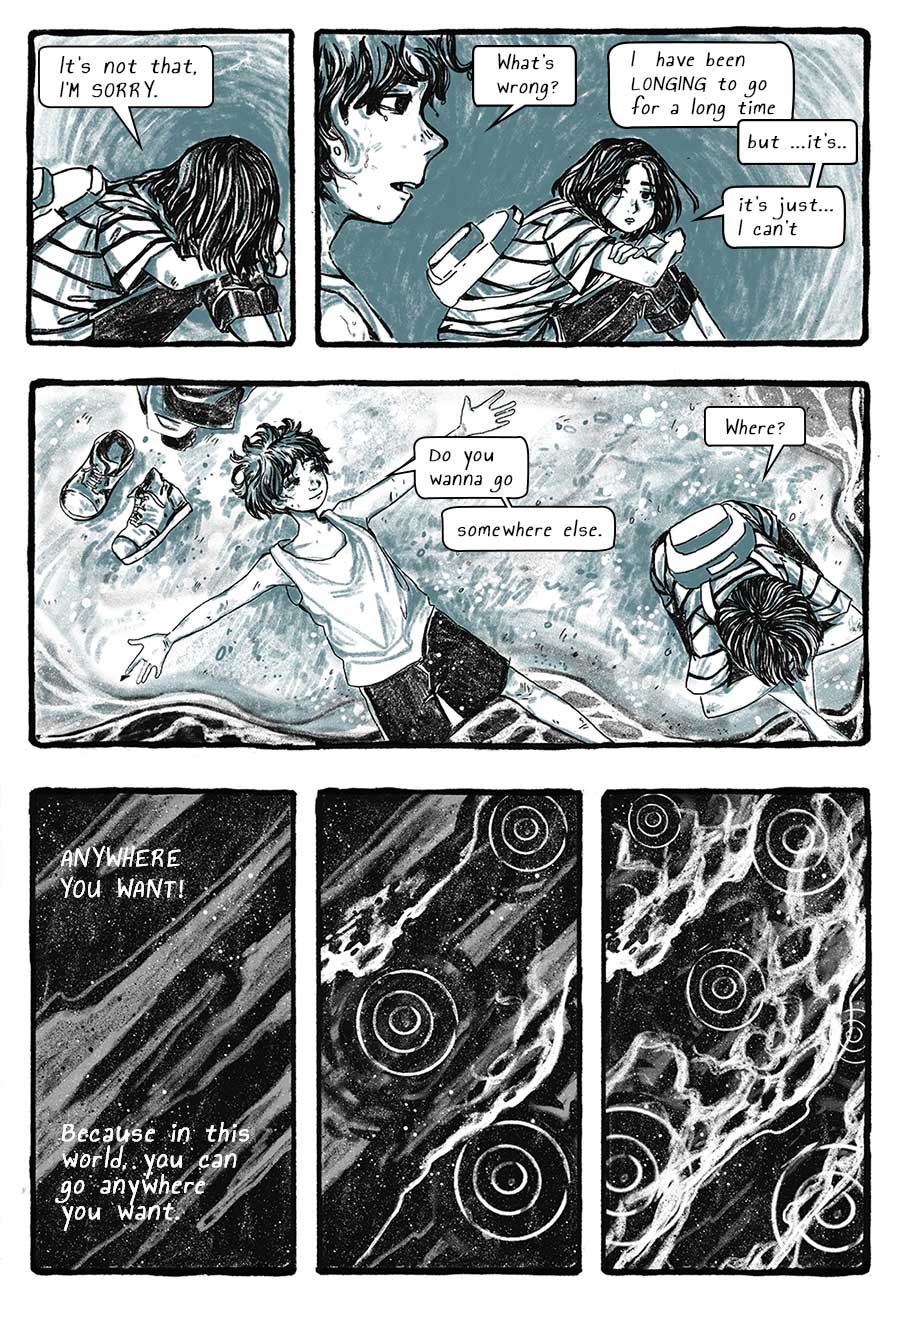 It's not that,
I'M SORRY.
What's
wrong?
I have been
LONGING to go
for a long time
but ...it's..
it's just...
I can't
Do you
wanna go
somewhere else.
Where?
ANYWHERE
YOU WANT!
Because in this
world, you can
go anywhere
you want.